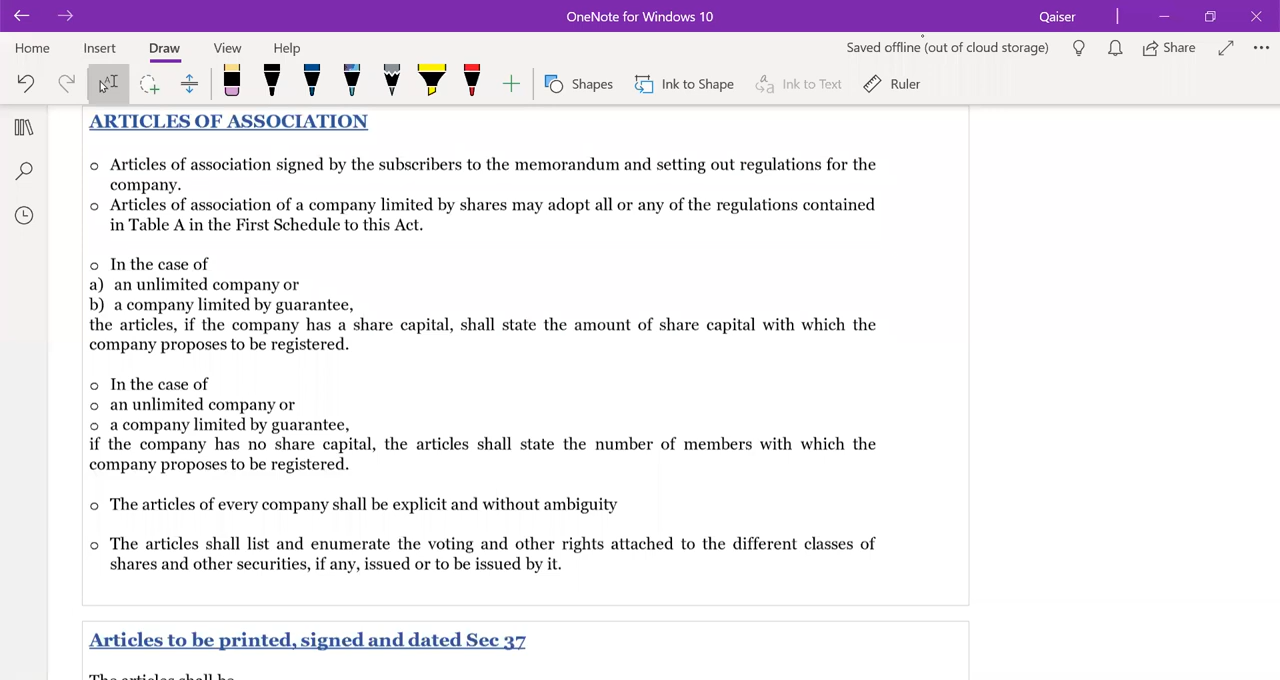 OneNote for Windows 10
Qaiser
Home Insert Draw View Help
Saved offline (out of cloud storage)
Share
Shapes
Ink to Shape
Ink to Text
Ruler
ARTICLES OF ASSOCIATION
o Articles of association signed by the subscribers to the memorandum and setting out regulations for the
company.
o Articles of association of a company limited by shares may adopt all or any of the regulations contained
in Table A in the First Schedule to this Act.
o In the case of
a) an unlimited company or
b) a company limited by guarantee,
the articles, if the company has a share capital, shall state the amount of share capital with which the
company proposes to be registered.
o In the case of
o an unlimited company or
o a company limited by guarantee,
if the company has no share capital, the articles shall state the number of members with which the
company proposes to be registered.
o The articles of every company shall be explicit and without ambiguity
o The articles shall list and enumerate the voting and other rights attached to the different classes of
shares and other securities, if any, issued or to be issued by it.
Articles to be printed, signed and dated Sec 37
The articles shall be